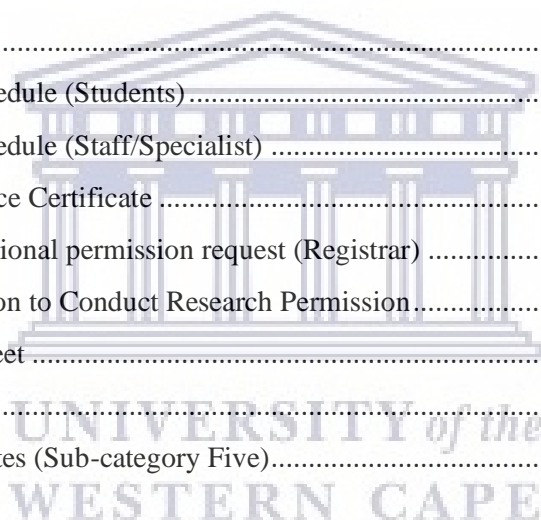 ....................................................................
edule (Students)....................................................
edule (Staff/Specialist) ......................................
ce Certificate .......................................................
ional permission request (Registrar) ................
on to Conduct Research Permission...................
eet .......................................................................
....................................................................
UNIVERSITY of the
tes (Sub-category Five)......................................
WESTERN CAPE